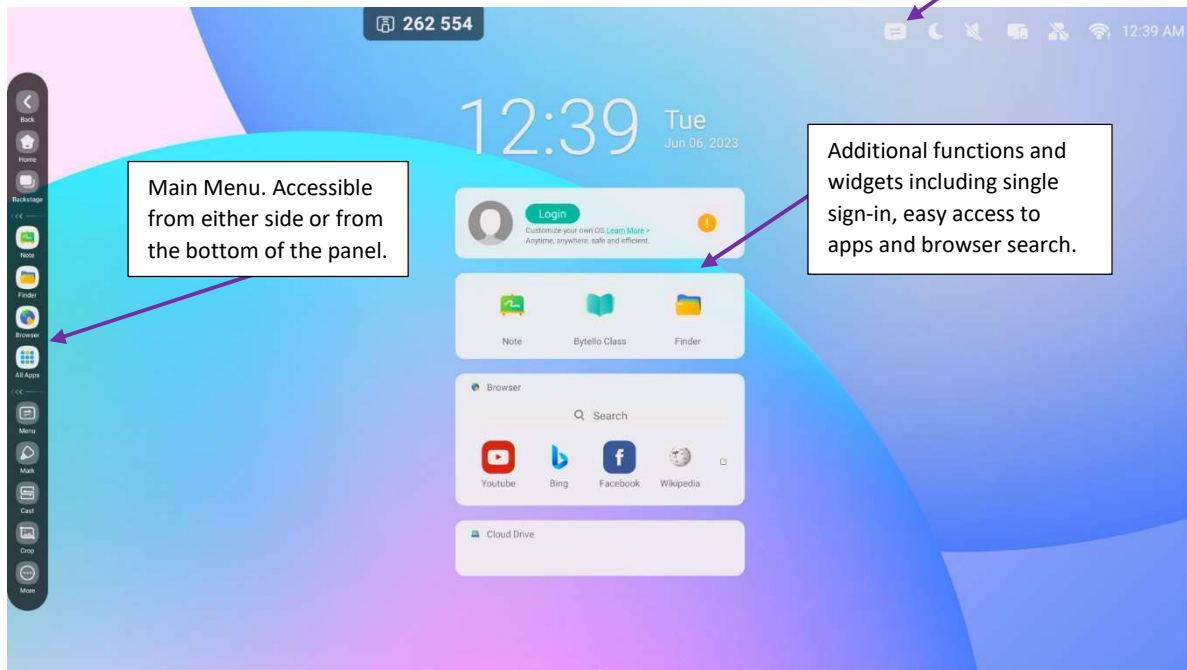 262 554
12:39 AM
12:39
Tue
Jun 06, 2023
Back
Home
Backstage
Note
Finder
Browser
All Apps
Menu
Mark
Cast
Crop
More
Main Menu. Accessible
from either side or from
the bottom of the panel.
Login
Customize your own OS Learn More >
Anytime, anywhere, safe and efficient.
Additional functions and
widgets including single
sign-in, easy access to
apps and browser search.
Note Bytello Class Finder
Browser
Search
Youtube Bing Facebook Wikipedia
Cloud Drive